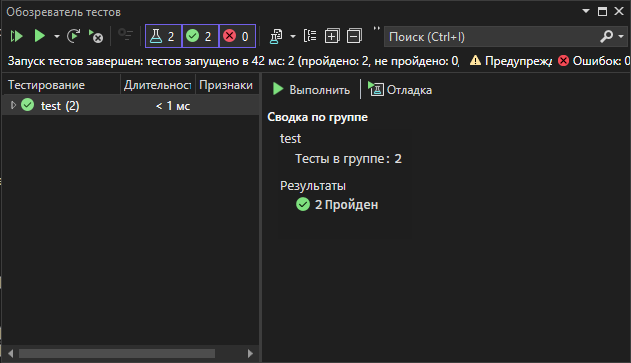 Обозреватель тестов
2 2 0 Поиск (Ctrl+I)
Запуск тестов завершен: тестов запущено в 42 мс: 2 (пройдено: 2, не пройдено: 0, Предупрежд Ошибок: 0
Тестирование Длительност Признаки
Выполнить Отладка
test (2) < 1 мс
Сводка по группе
test
Тесты в группе: 2
Результаты
2 Пройден